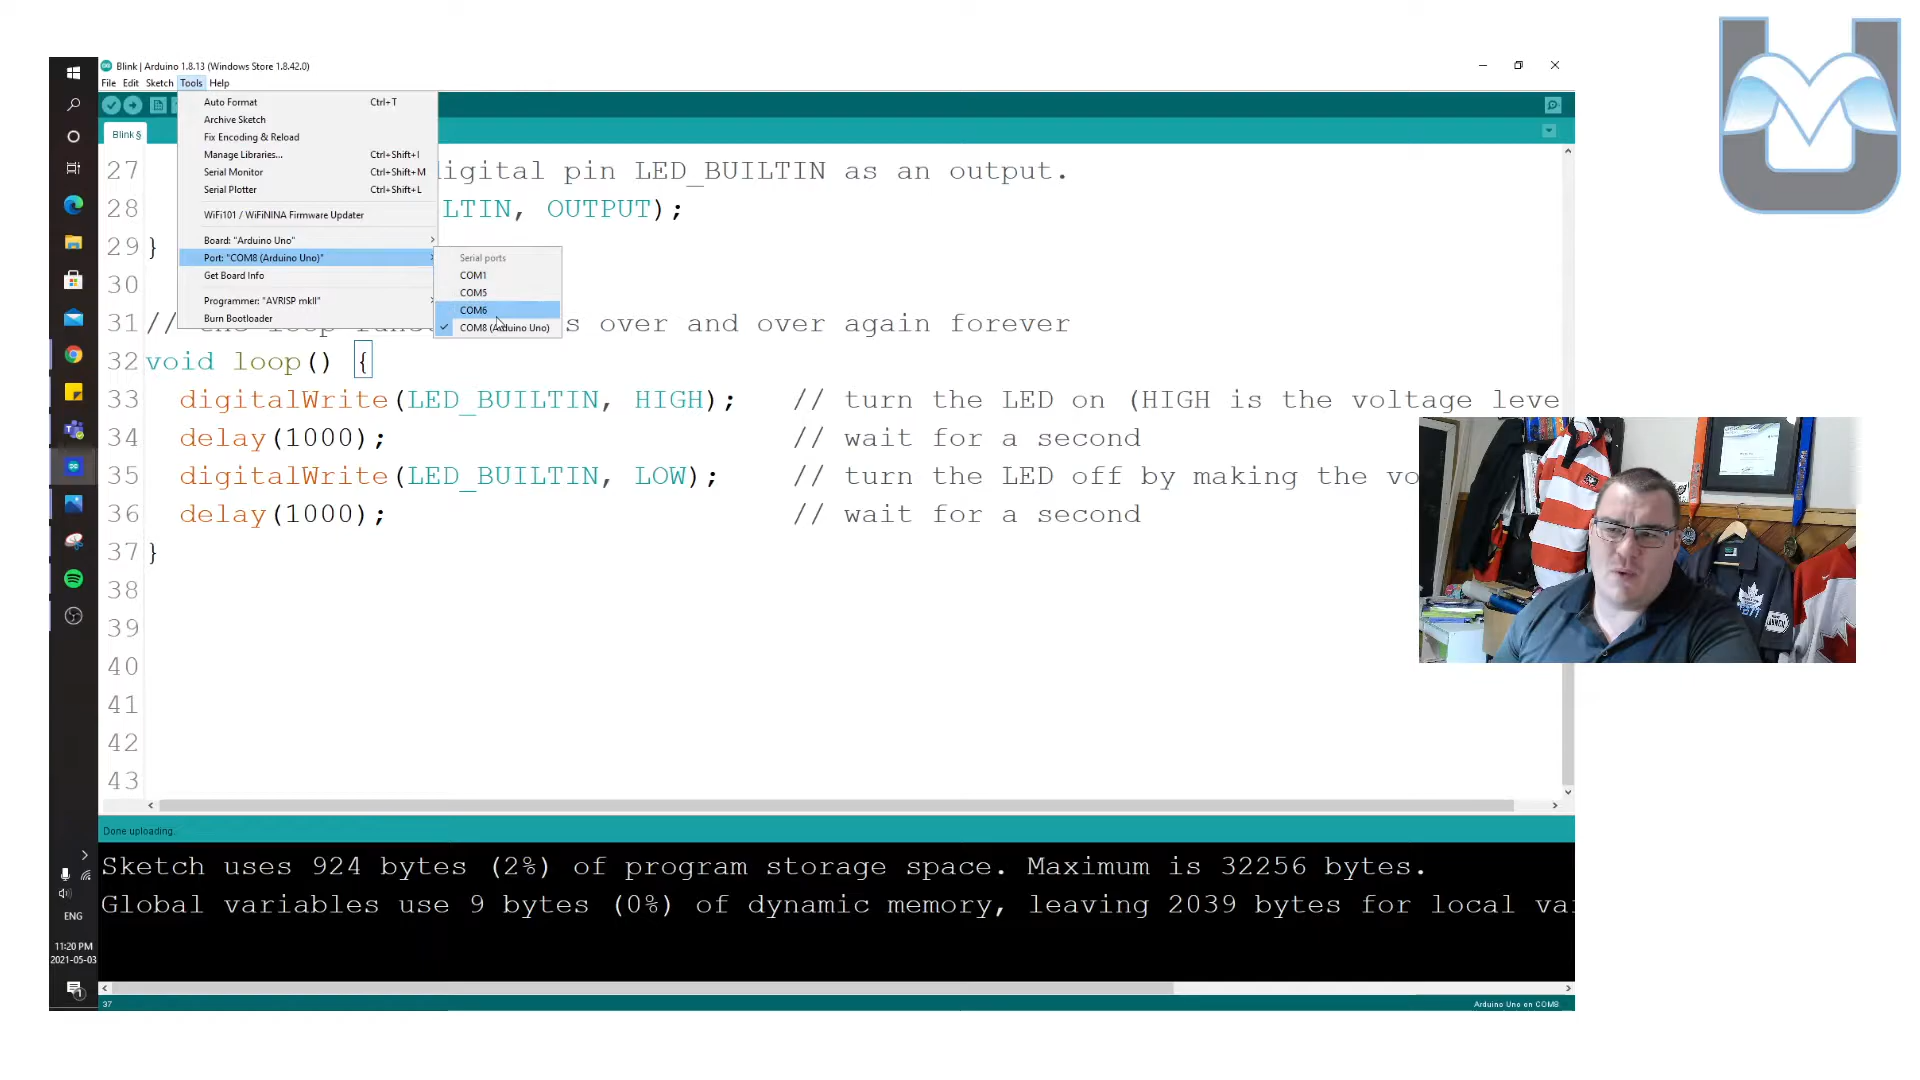 Blink | Arduino 1.8.13 (Windows Store 1.8.42.0)
File Edit Sketch Tools Help
Auto Format Ctrl+T
Archive Sketch
Fix Encoding & Reload
Manage Libraries... Ctrl+Shift+I
Serial Monitor Ctrl+Shift+M
Serial Plotter Ctrl+Shift+L
WiFi101 / WiFiNINA Firmware Updater
Board: "Arduino Uno"
Port: "COM8 (Arduino Uno)"
Get Board Info
Programmer: "AVRISP mkII"
Burn Bootloader
Serial ports
COM1
COM5
COM6
COM8 (Arduino Uno)
Blink §
27 digital pin LED_BUILTIN as an output.
28 LTIN, OUTPUT);
29 }
30
31 // over and over again forever
32 void loop() {
33 digitalWrite(LED_BUILTIN, HIGH); // turn the LED on (HIGH is the voltage leve
34 delay(1000); // wait for a second
35 digitalWrite(LED_BUILTIN, LOW); // turn the LED off by making the vo
36 delay(1000); // wait for a second
37 }
38
39
40
41
42
43
Done uploading.
Sketch uses 924 bytes (2%) of program storage space. Maximum is 32256 bytes.
Global variables use 9 bytes (0%) of dynamic memory, leaving 2039 bytes for local va
37
Arduino Uno on COM8
ENG
11:20 PM
2021-05-03
1